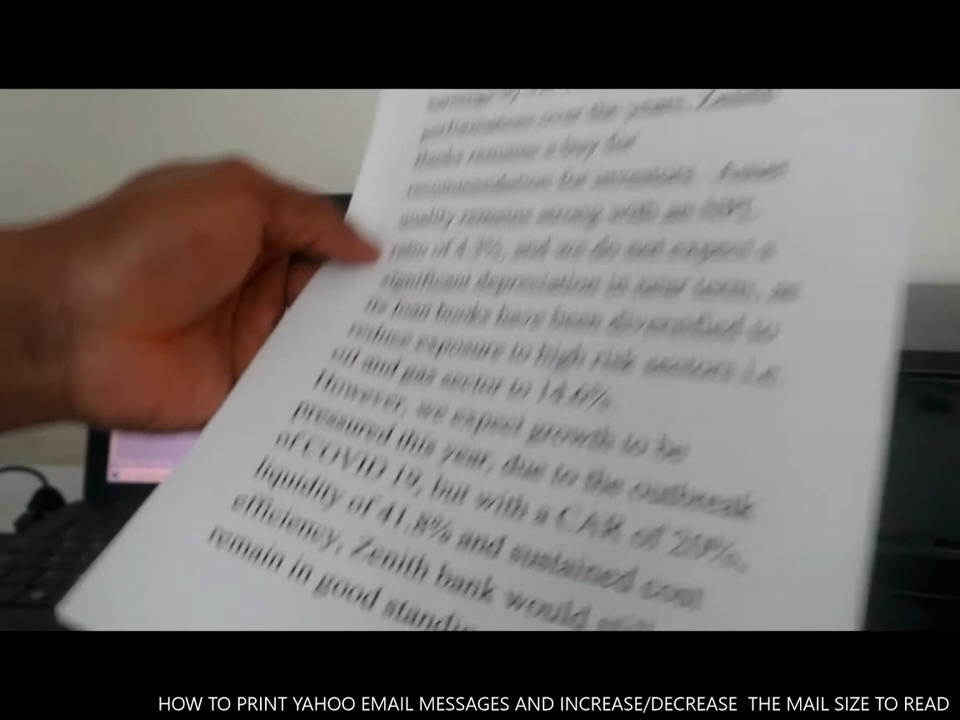 performance over the years. Zenith
Banks remains a buy for
recommendation for investors. Asset
quality remains strong with an NPL
ratio of 4.3%, and we do not expect a
significant depreciation in near term, as
its loan books have been diversified to
reduce exposure to high risk sectors i.e.
oil and gas sector to 14.6%.
However, we expect growth to be
pressured this year, due to the outbreak
of COVID 19, but with a CAR of 20%,
liquidity of 41.8% and sustained cost
efficiency, Zenith bank would still
remain in good
HOW TO PRINT YAHOO EMAIL MESSAGES AND INCREASE/DECREASE THE MAIL SIZE TO READ